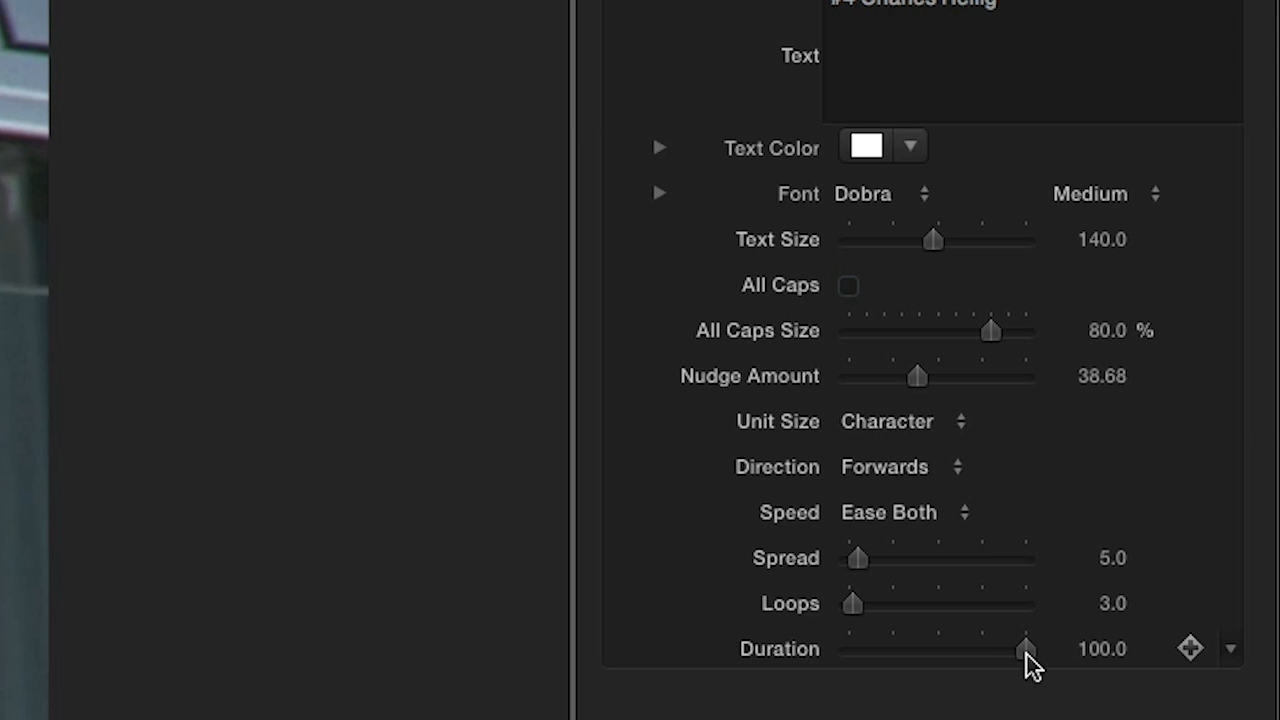 Text
Text Color
Font Dobra Medium
Text Size 140.0
All Caps
All Caps Size 80.0 %
Nudge Amount 38.68
Unit Size Character
Direction Forwards
Speed Ease Both
Spread 5.0
Loops 3.0
Duration 100.0